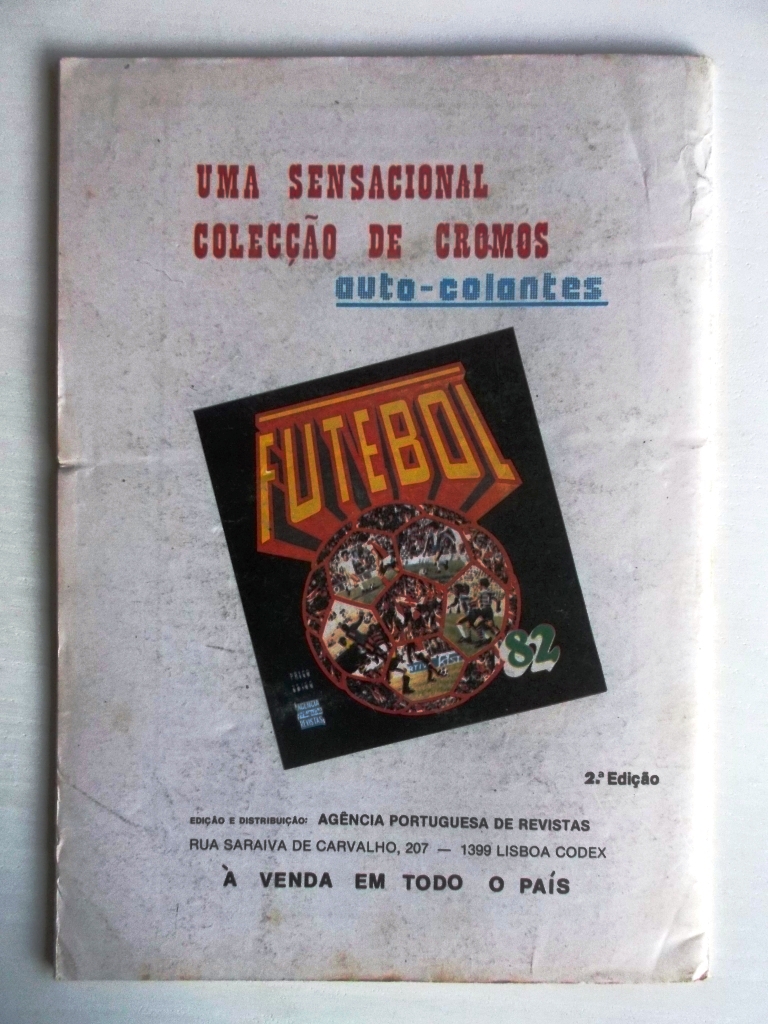 UMA SENSACIONAL
COLECÇÃO DE CROMOS
auto-colantes
FUTEBOL
82
2.ª Edição
EDIÇÃO E DISTRIBUIÇÃO: AGÊNCIA PORTUGUESA DE REVISTAS
RUA SARAIVA DE CARVALHO, 207 — 1399 LISBOA CODEX
À VENDA EM TODO O PAÍS